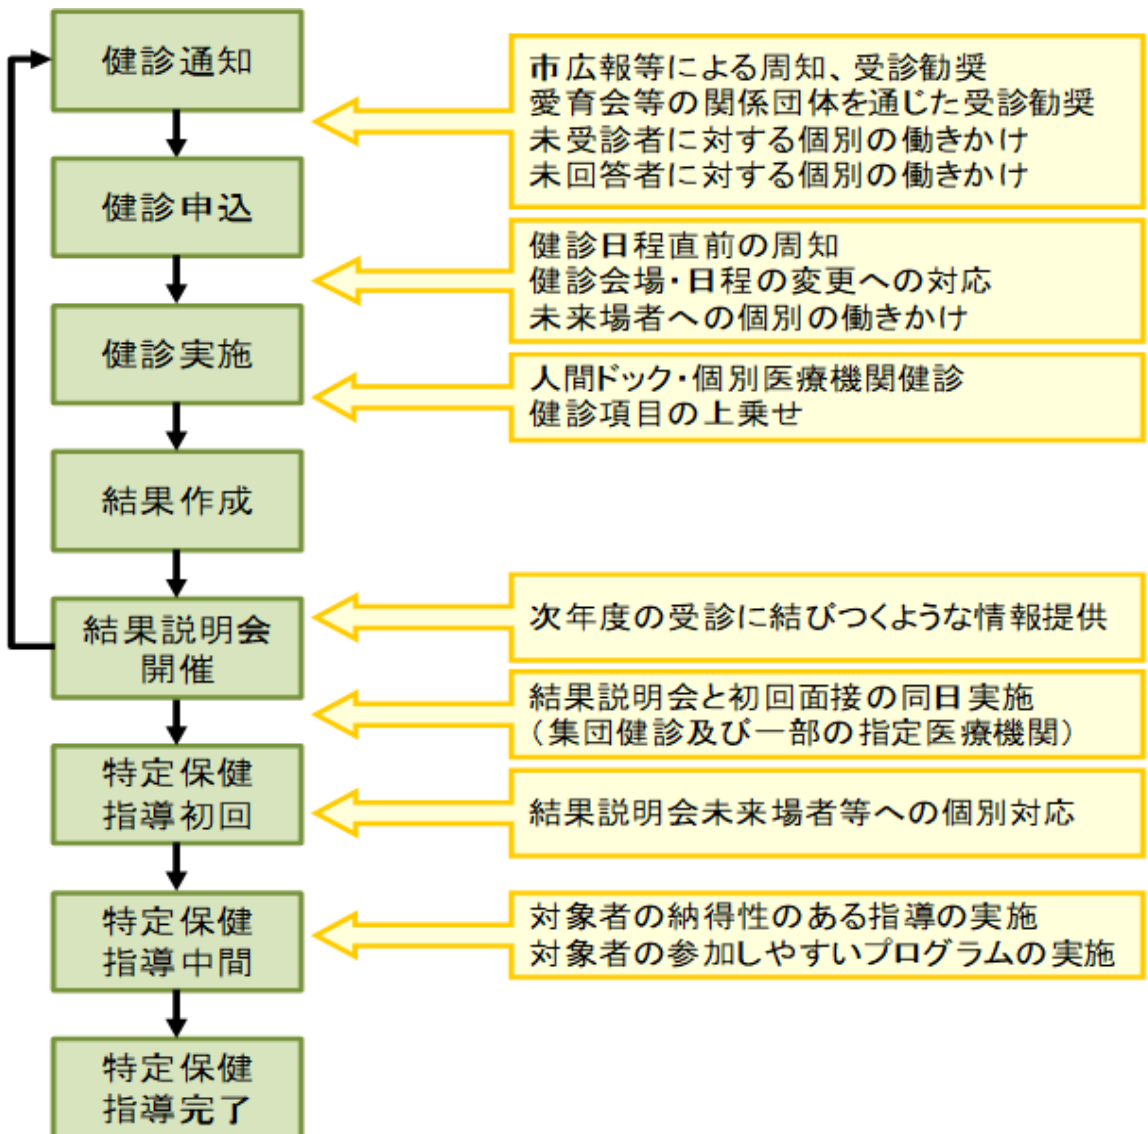 健診通知
市広報等による周知、受診勧奨
愛育会等の関係団体を通じた受診勧奨
未受診者に対する個別の働きかけ
未回答者に対する個別の働きかけ
健診申込
健診日程直前の周知
健診会場・日程の変更への対応
未来場者への個別の働きかけ
健診実施
人間ドック・個別医療機関健診
健診項目の上乗せ
結果作成
結果説明会
開催
次年度の受診に結びつくような情報提供
結果説明会と初回面接の同日実施
（集団健診及び一部の指定医療機関）
特定保健
指導初回
結果説明会未来場者等への個別対応
特定保健
指導中間
対象者の納得性のある指導の実施
対象者の参加しやすいプログラムの実施
特定保健
指導完了